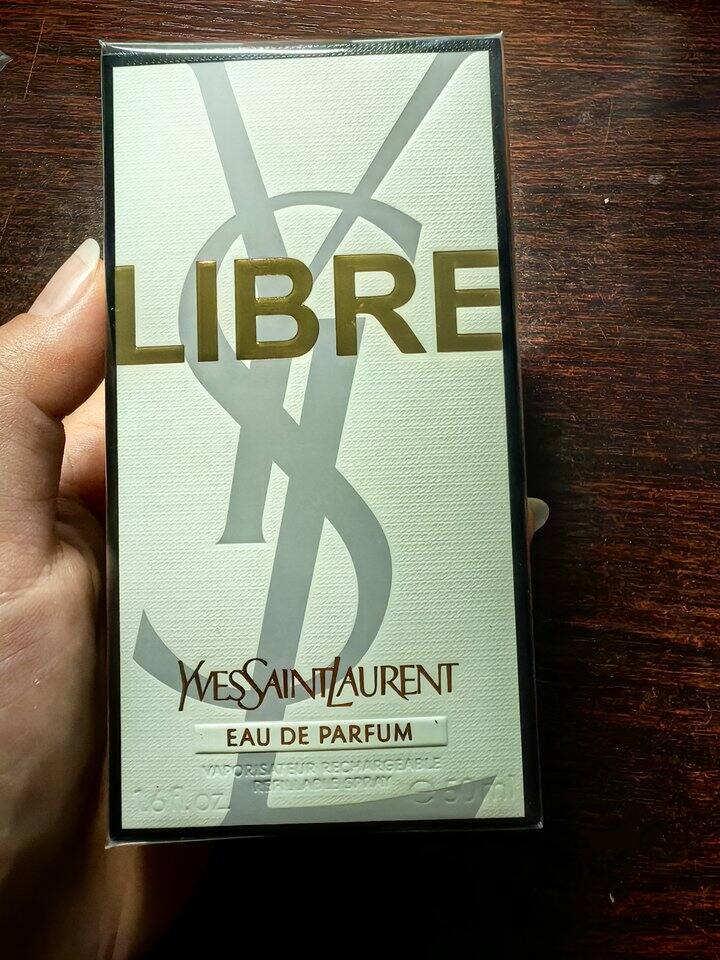 LIBRE
YVESSAINTLAURENT
EAU DE PARFUM
VAPORISATEUR RECHARGEABLE
REFILLABLE SPRAY
1.6 fl. oz. ℮ 50 ml